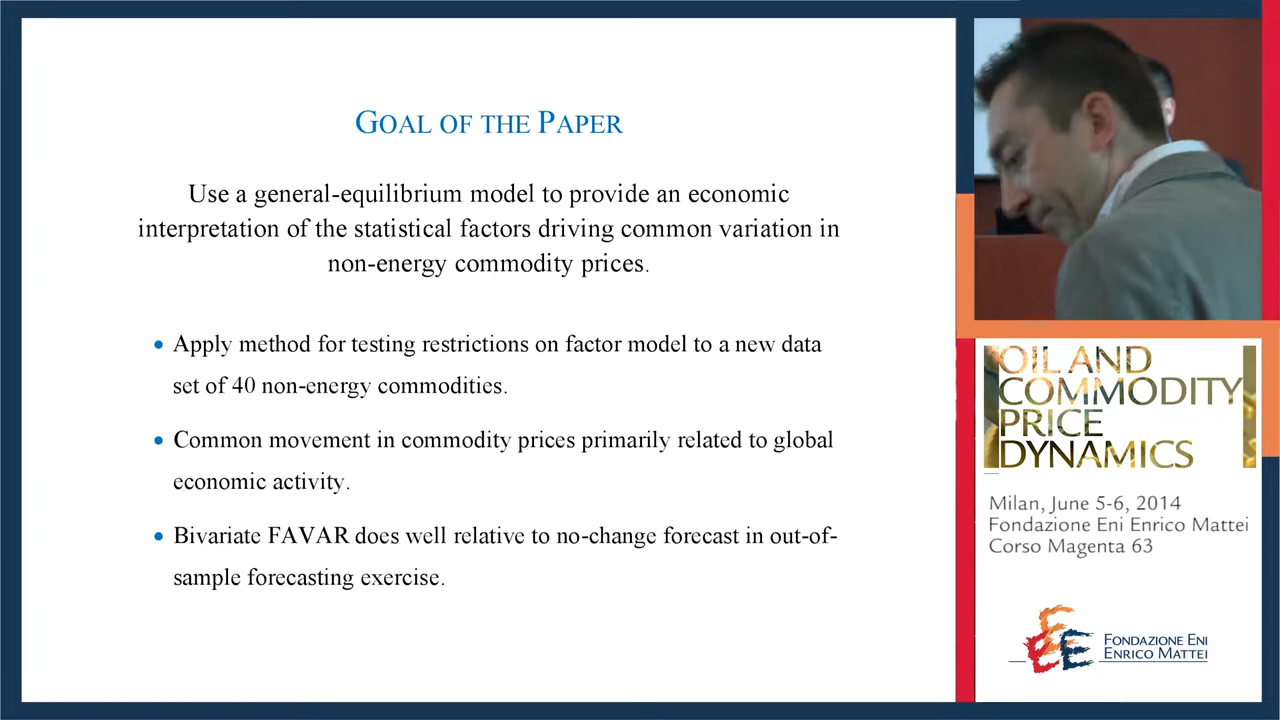 GOAL OF THE PAPER
Use a general-equilibrium model to provide an economic
interpretation of the statistical factors driving common variation in
non-energy commodity prices.
• Apply method for testing restrictions on factor model to a new data
set of 40 non-energy commodities.
• Common movement in commodity prices primarily related to global
economic activity.
• Bivariate FAVAR does well relative to no-change forecast in out-of-
sample forecasting exercise.
OIL AND
COMMODITY
PRICE
DYNAMICS
Milan, June 5-6, 2014
Fondazione Eni Enrico Mattei
Corso Magenta 63
FONDAZIONE ENI
ENRICO MATTEI